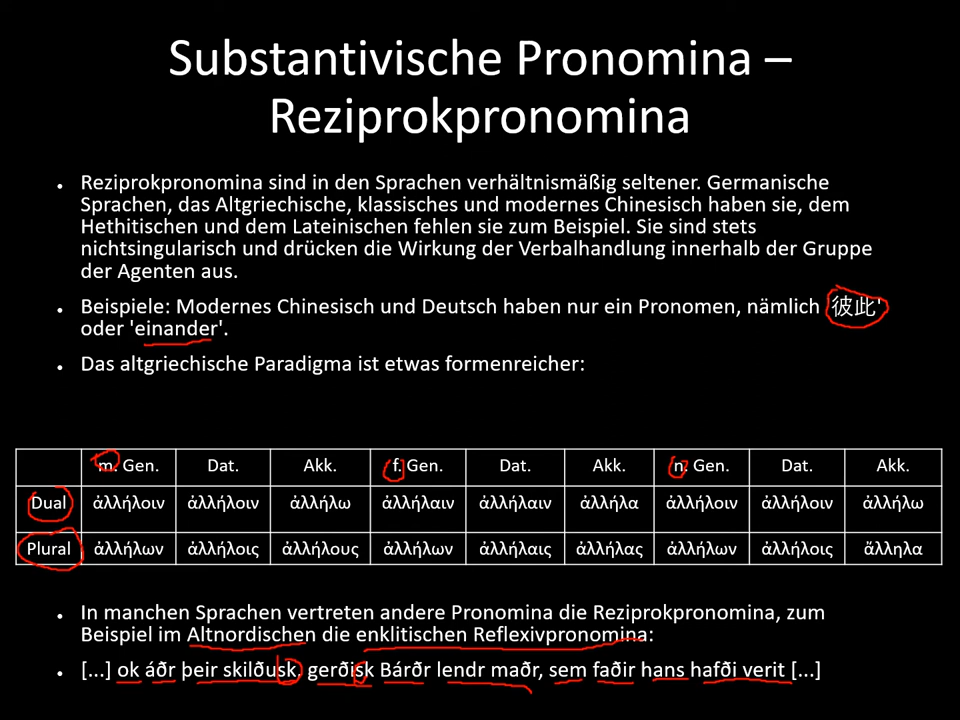 Substantivische Pronomina –
Reziprokpronomina
• Reziprokpronomina sind in den Sprachen verhältnismäßig seltener. Germanische
Sprachen, das Altgriechische, klassisches und modernes Chinesisch haben sie, dem
Hethitischen und dem Lateinischen fehlen sie zum Beispiel. Sie sind stets
nichtsingularisch und drücken die Wirkung der Verbalhandlung innerhalb der Gruppe
der Agenten aus.
• Beispiele: Modernes Chinesisch und Deutsch haben nur ein Pronomen, nämlich '彼此'
oder 'einander'.
• Das altgriechische Paradigma ist etwas formenreicher:
m. Gen. Dat. Akk. f. Gen. Dat. Akk. n. Gen. Dat. Akk.
Dual ἀλλήλοιν ἀλλήλοιν ἀλλήλω ἀλλήλαιν ἀλλήλαιν ἀλλήλα ἀλλήλοιν ἀλλήλοιν ἀλλήλω
Plural ἀλλήλων ἀλλήλοις ἀλλήλους ἀλλήλων ἀλλήλαις ἀλλήλας ἀλλήλων ἀλλήλοις ἄλληλα
• In manchen Sprachen vertreten andere Pronomina die Reziprokpronomina, zum
Beispiel im Altnordischen die enklitischen Reflexivpronomina:
• [...] ok áðr þeir skilðusk, gerðisk Bárðr lendr maðr, sem faðir hans hafði verit [...]